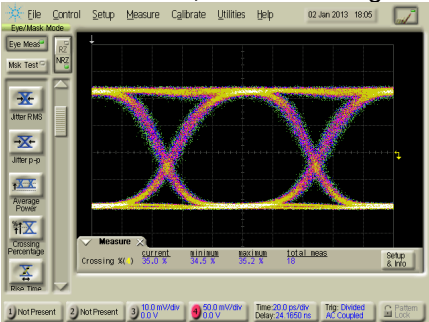 File Control Setup Measure Calibrate Utilities Help 02 Jan 2013 18:05
Eye/Mask Mode
Eye Meas
RZ
NRZ
Msk Test
Jitter RMS
Jitter p-p
Average Power
Crossing Percentage
Rise Time
Measure
current minimum maximum total meas
Crossing %( ) 35.0 % 34.5 % 35.2 % 18
Setup & Info
1) Not Present
2) Not Present
3) 10.0 mV/div 0.0 V
4) 50.0 mV/div 0.0 V
Time:20.0 ps/div Delay:24.1650 ns
Trig: Divided AC Coupled
Pattern Lock